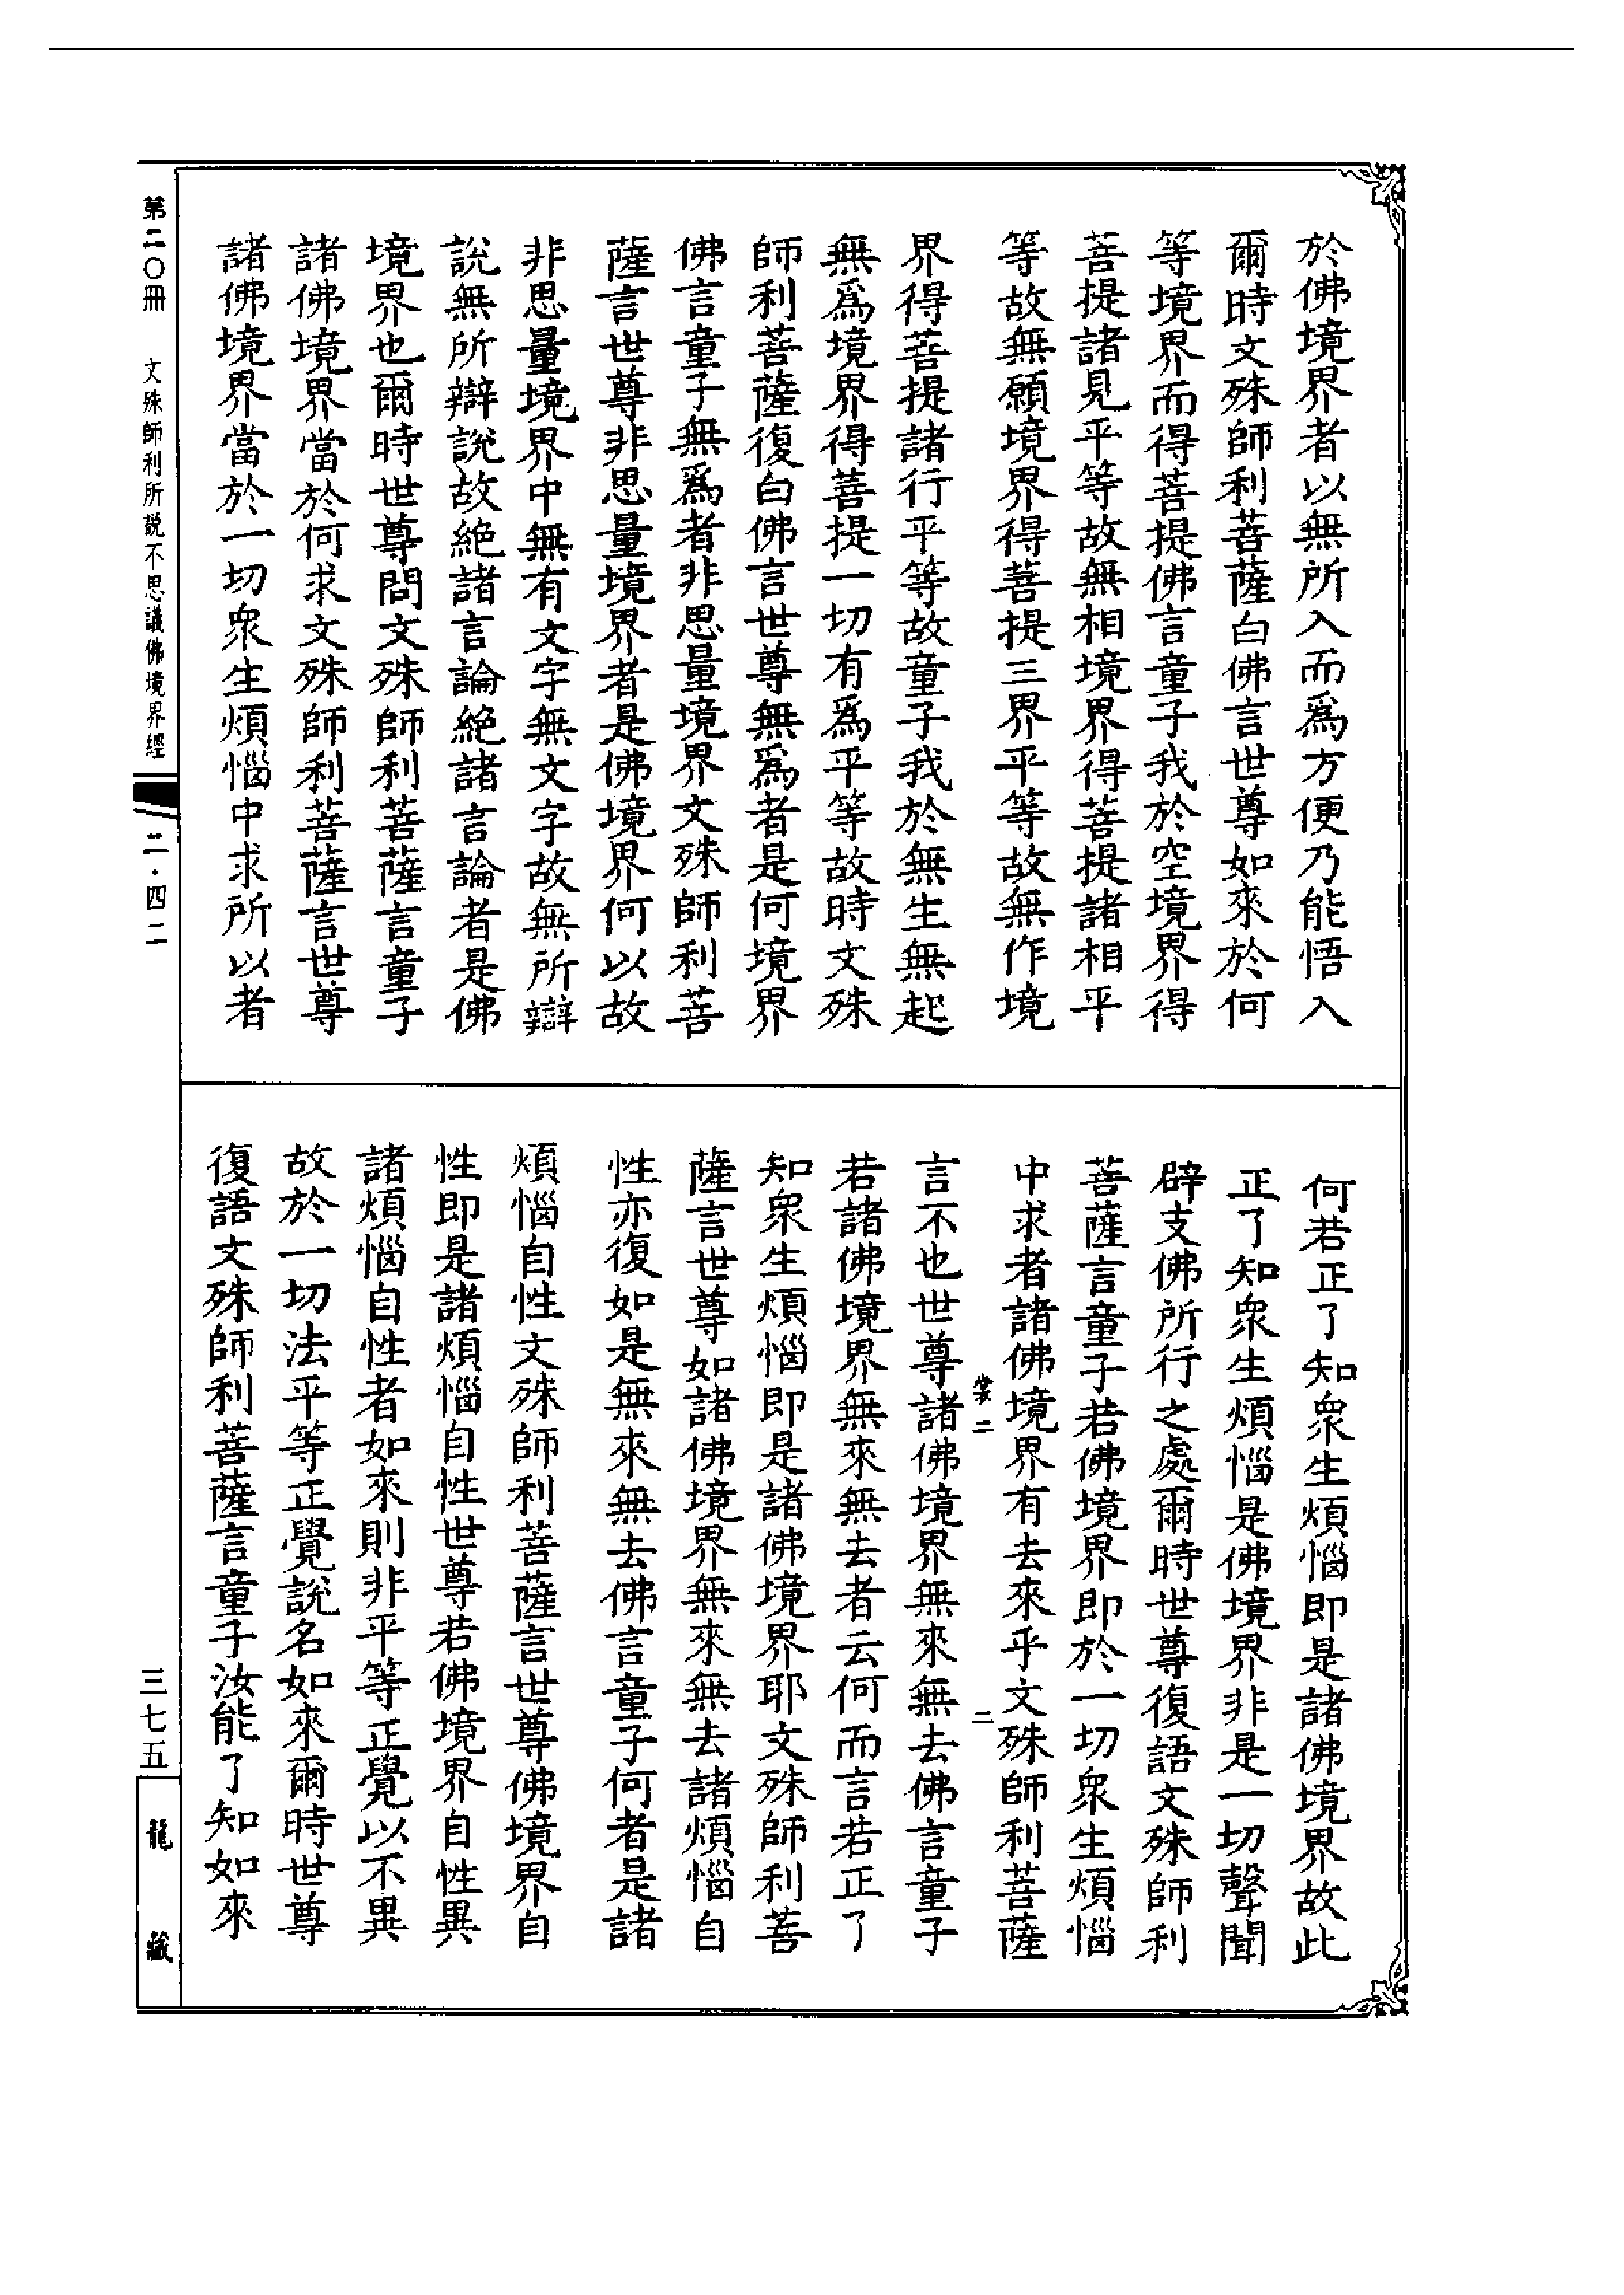 於佛境界者以無所入而爲方便乃能悟入
爾時文殊師利菩薩白佛言世尊如來於何
等境界而得菩提佛言童子我於空境界得
菩提諸見平等故無相境界得菩提諸相平
等故無願境界得菩提三界平等故無作境
界得菩提諸行平等故童子我於無生無起
無爲境界得菩提一切有爲平等故時文殊
師利菩薩復白佛言世尊無爲者是何境界
佛言童子無爲者非思量境界文殊師利菩
薩言世尊非思量境界者是佛境界何以故
非思量境界中無有文字無文字故無所辯
說無所辯說故絶諸言論絶諸言論者是佛
境界也爾時世尊問文殊師利菩薩言童子
諸佛境界當於何求文殊師利菩薩言世尊
諸佛境界當於一切衆生煩惱中求所以者
何若正了知衆生煩惱即是諸佛境界故此
正了知衆生煩惱是佛境界非是一切聲聞
辟支佛所行之處爾時世尊復語文殊師利
菩薩言童子若佛境界即於一切衆生煩惱
中求者諸佛境界有去來乎文殊師利菩薩
二 二
言不也世尊諸佛境界無來無去佛言童子
若諸佛境界無來無去者云何而言若正了
知衆生煩惱即是諸佛境界耶文殊師利菩
薩言世尊如諸佛境界無來無去諸煩惱自
性亦復如是無來無去佛言童子何者是諸
煩惱自性文殊師利菩薩言世尊佛境界自
性即是諸煩惱自性世尊若佛境界自性異
諸煩惱自性者如來則非平等正覺以不異
故於一切法平等正覺說名如來爾時世尊
復語文殊師利菩薩言童子汝能了知如來
第二〇冊 文殊師利所説不思議佛境界經 二·四二
三七五
龍藏